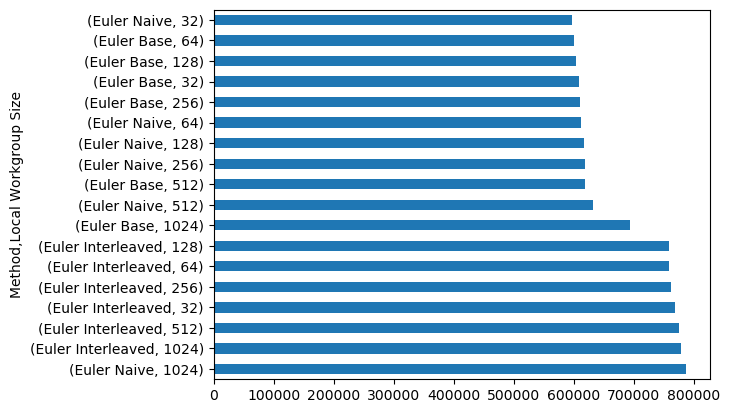 Method,Local Workgroup Size
(Euler Naive, 32)
(Euler Base, 64)
(Euler Base, 128)
(Euler Base, 32)
(Euler Base, 256)
(Euler Naive, 64)
(Euler Naive, 128)
(Euler Naive, 256)
(Euler Base, 512)
(Euler Naive, 512)
(Euler Base, 1024)
(Euler Interleaved, 128)
(Euler Interleaved, 64)
(Euler Interleaved, 256)
(Euler Interleaved, 32)
(Euler Interleaved, 512)
(Euler Interleaved, 1024)
(Euler Naive, 1024)
0 100000 200000 300000 400000 500000 600000 700000 800000